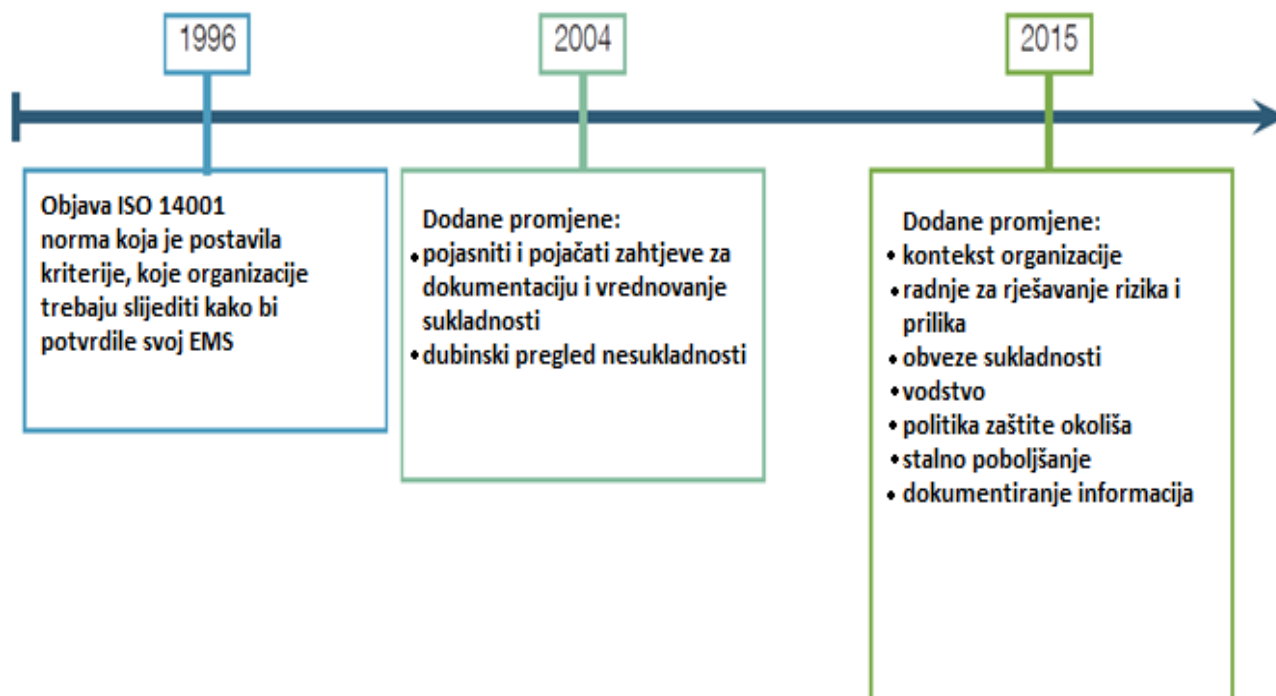 1996
2004
2015
Objava ISO 14001
norma koja je postavila
kriterije, koje organizacije
trebaju slijediti kako bi
potvrdile svoj EMS
Dodane promjene:
• pojasniti i pojačati zahtjeve za
dokumentaciju i vrednovanje
sukladnosti
• dubinski pregled nesukladnosti
Dodane promjene:
• kontekst organizacije
• radnje za rješavanje rizika i
prilika
• obveze sukladnosti
• vodstvo
• politika zaštite okoliša
• stalno poboljšanje
• dokumentiranje informacija